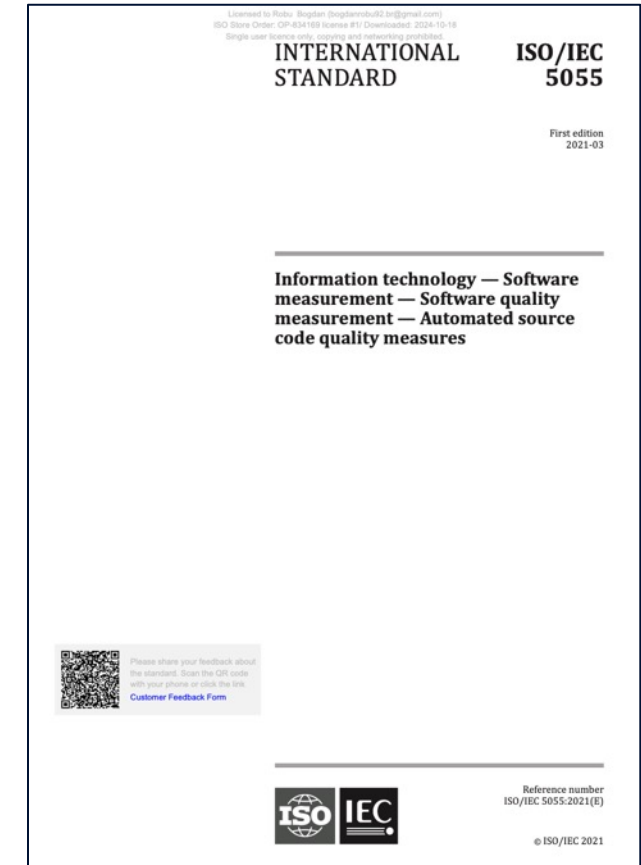 Licensed to Robu Bogdan (bogdanrobu92.br@gmail.com)
ISO Store Order: OP-834169 license #1/ Downloaded: 2024-10-16
Single user licence only, copying and networking prohibited.
INTERNATIONAL
STANDARD
ISO/IEC
5055
First edition
2021-03
Information technology — Software
measurement — Software quality
measurement — Automated source
code quality measures
Please share your feedback about
the standard. Scan the QR code
with your phone or click the link
Customer Feedback Form
ISO
IEC
Reference number
ISO/IEC 5055:2021(E)
© ISO/IEC 2021